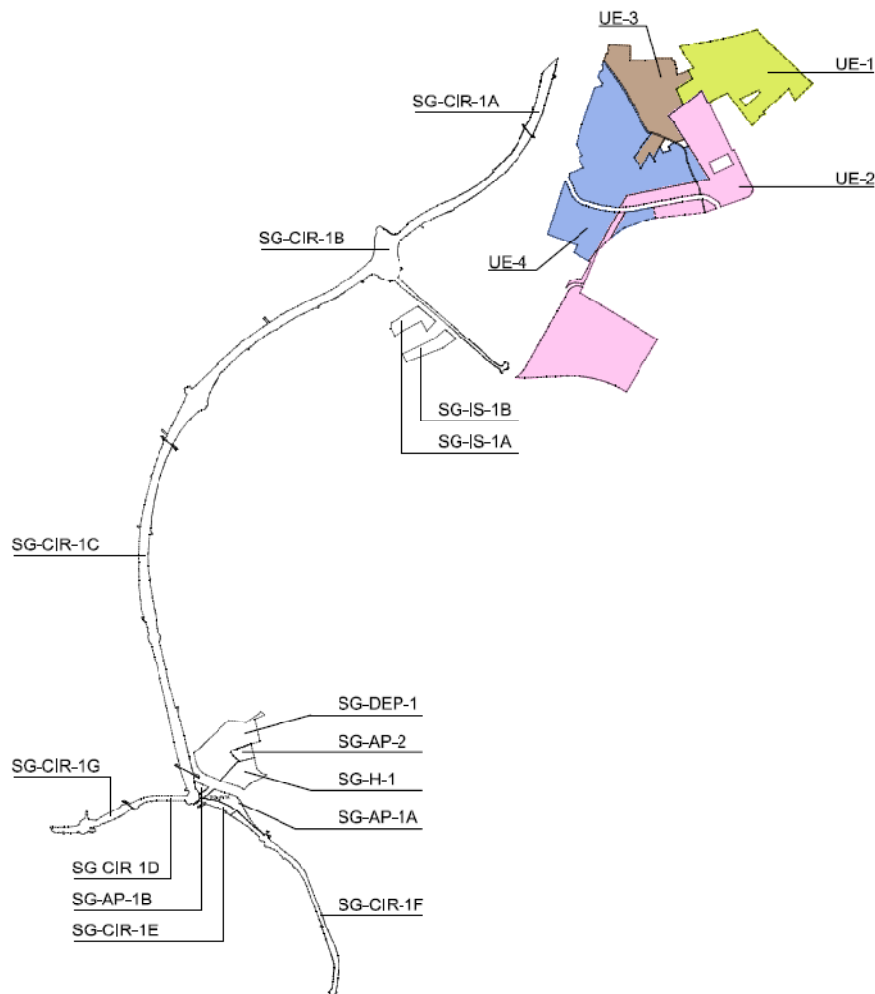 UE-3
UE-1
SG-CIR-1A
UE-2
SG-CIR-1B
UE-4
SG-IS-1B
SG-IS-1A
SG-CIR-1C
SG-DEP-1
SG-AP-2
SG-CIR-1G
SG-H-1
SG-AP-1A
SG CIR 1D
SG-AP-1B
SG-CIR-1F
SG-CIR-1E